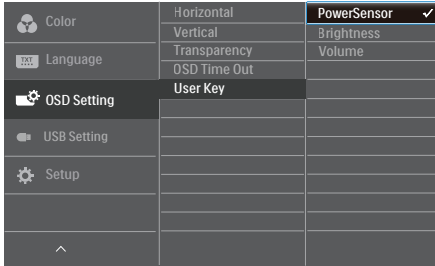 Color
TXT Language
OSD Setting
USB Setting
Setup
Horizontal
Vertical
Transparency
OSD Time Out
User Key
PowerSensor
Brightness
Volume